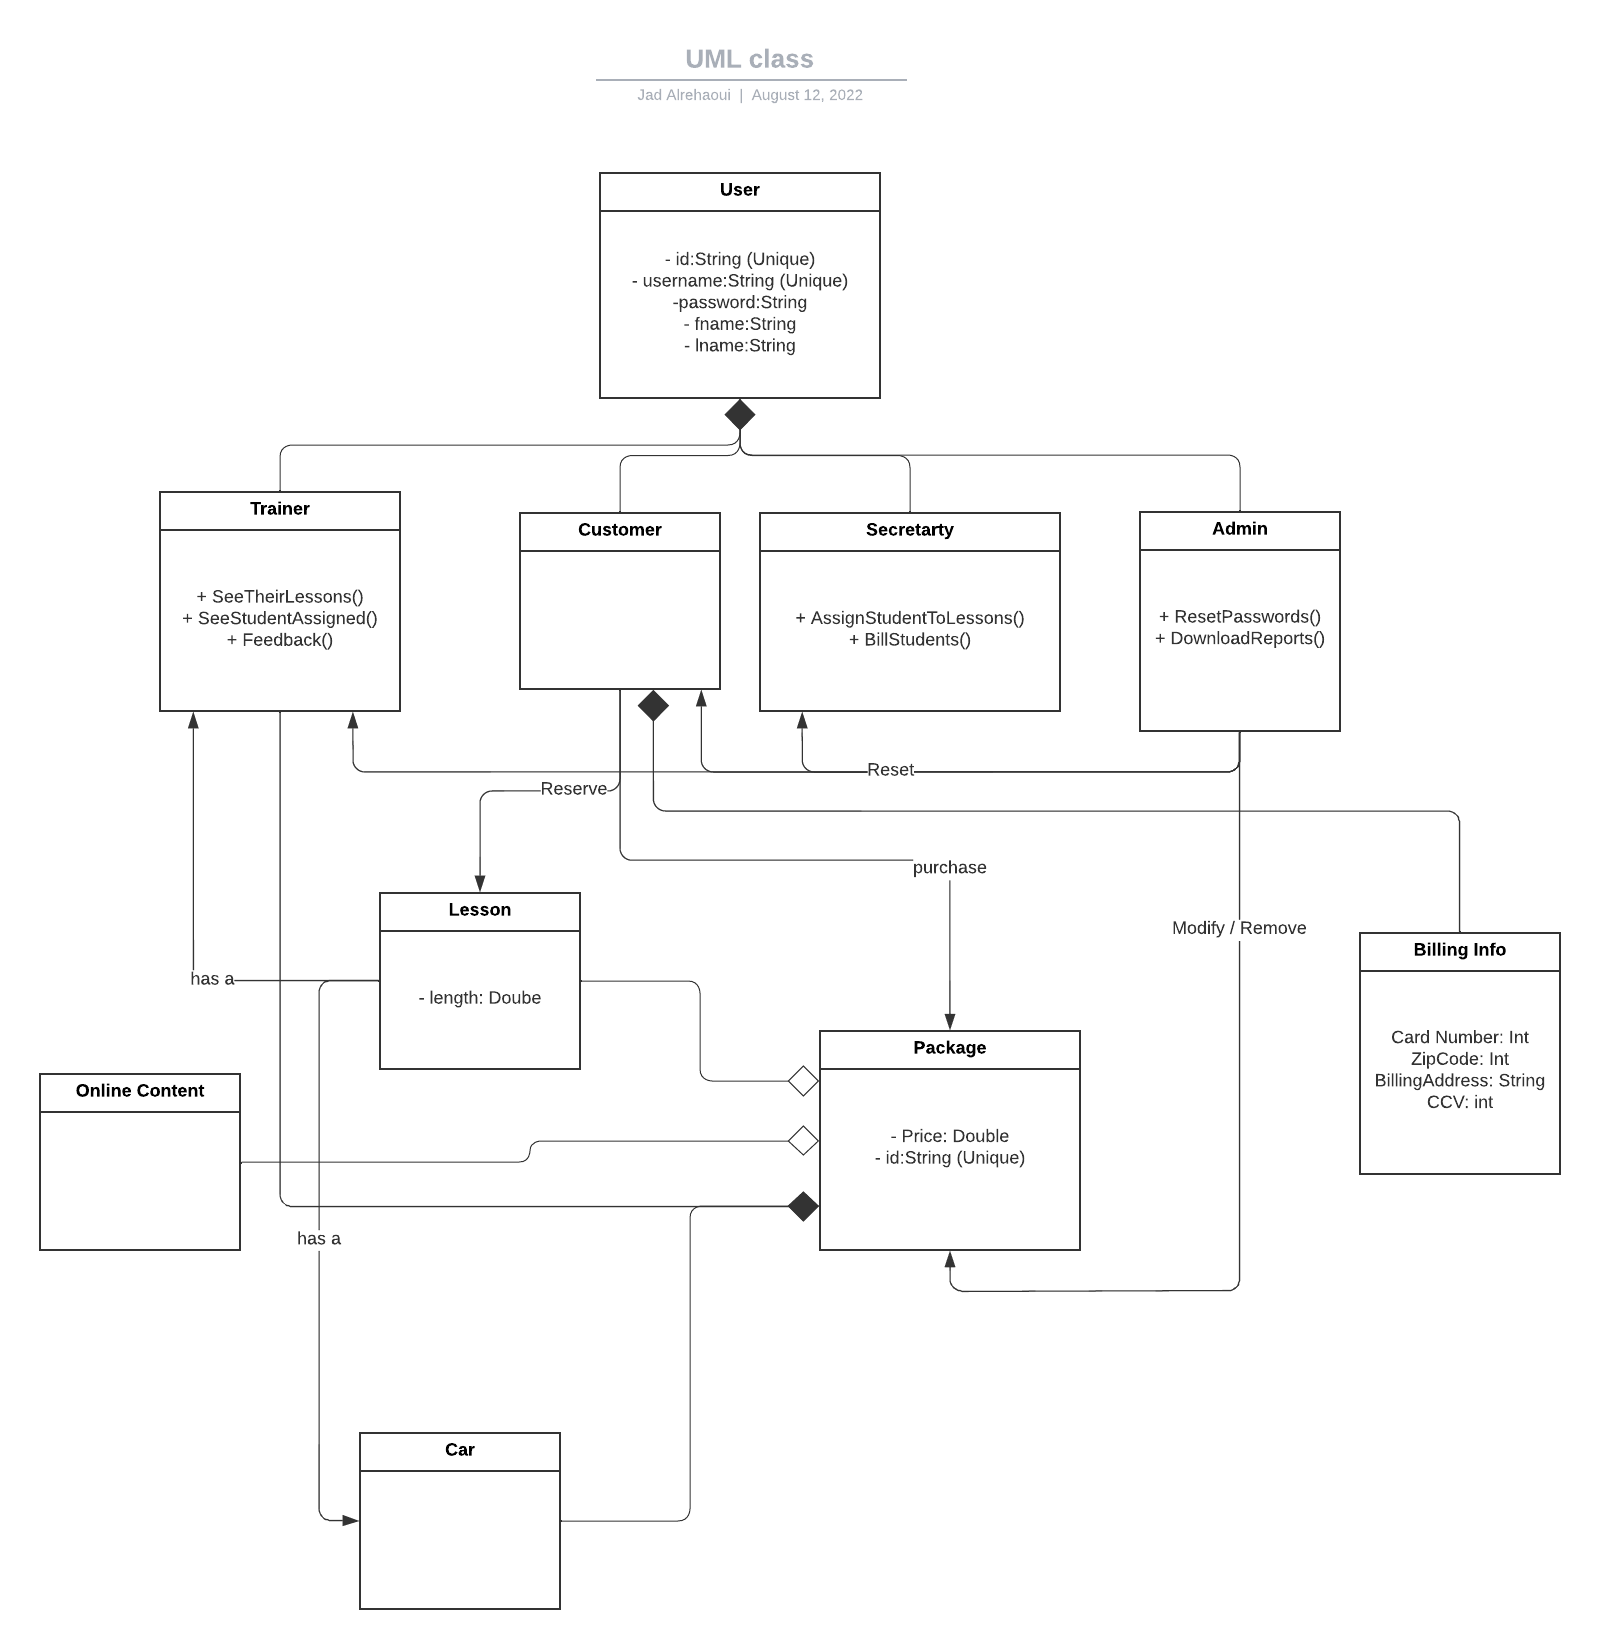 UML class
Jad Alrehaoui | August 12, 2022
User
- id:String (Unique)
- username:String (Unique)
-password:String
- fname:String
- lname:String
Trainer
+ SeeTheirLessons()
+ SeeStudentAssigned()
+ Feedback()
Customer
Secretarty
+ AssignStudentToLessons()
+ BillStudents()
Admin
+ ResetPasswords()
+ DownloadReports()
Reset
Reserve
purchase
Modify / Remove
Lesson
- length: Doube
has a
Billing Info
Card Number: Int
ZipCode: Int
BillingAddress: String
CCV: int
Package
- Price: Double
- id:String (Unique)
Online Content
has a
Car